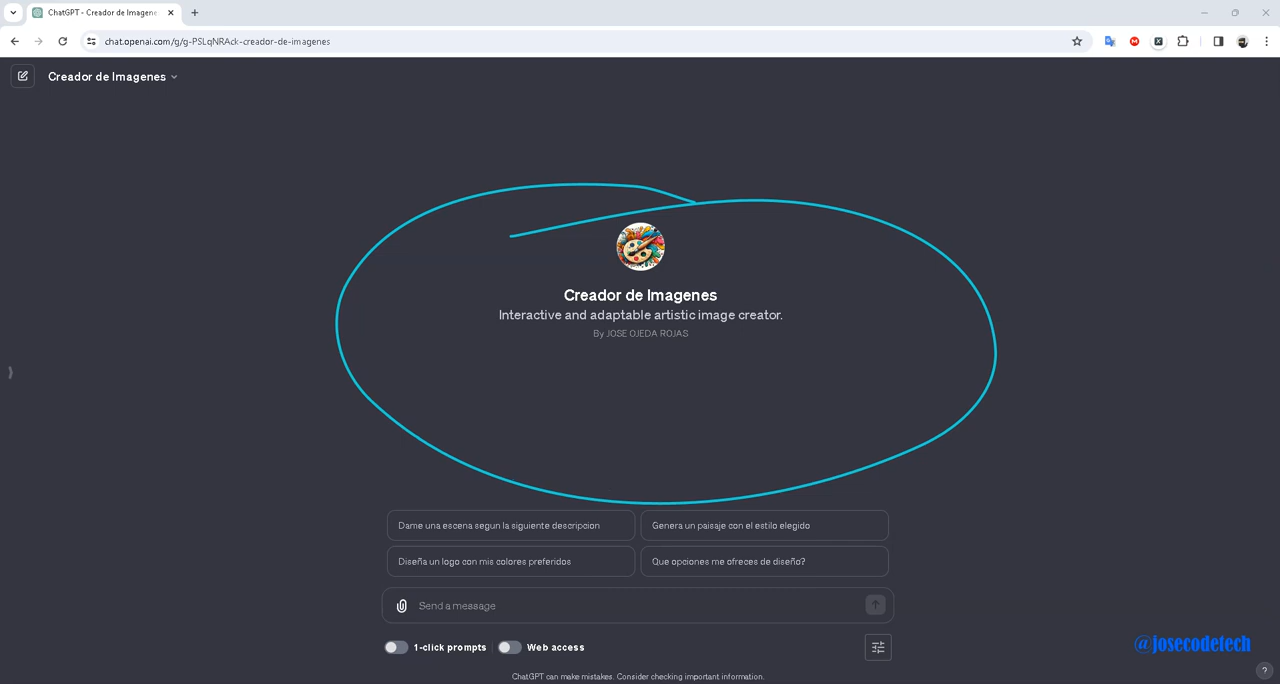 ChatGPT - Creador de Imagene
chat.openai.com/g/g-PSLqNRAck-creador-de-imagenes
Creador de Imagenes
Creador de Imagenes
Interactive and adaptable artistic image creator.
By JOSE OJEDA ROJAS
Dame una escena segun la siguiente descripcion
Genera un paisaje con el estilo elegido
Diseña un logo con mis colores preferidos
Que opciones me ofreces de diseño?
Send a message
1-click prompts
Web access
@josecodetech
ChatGPT can make mistakes. Consider checking important information.
?